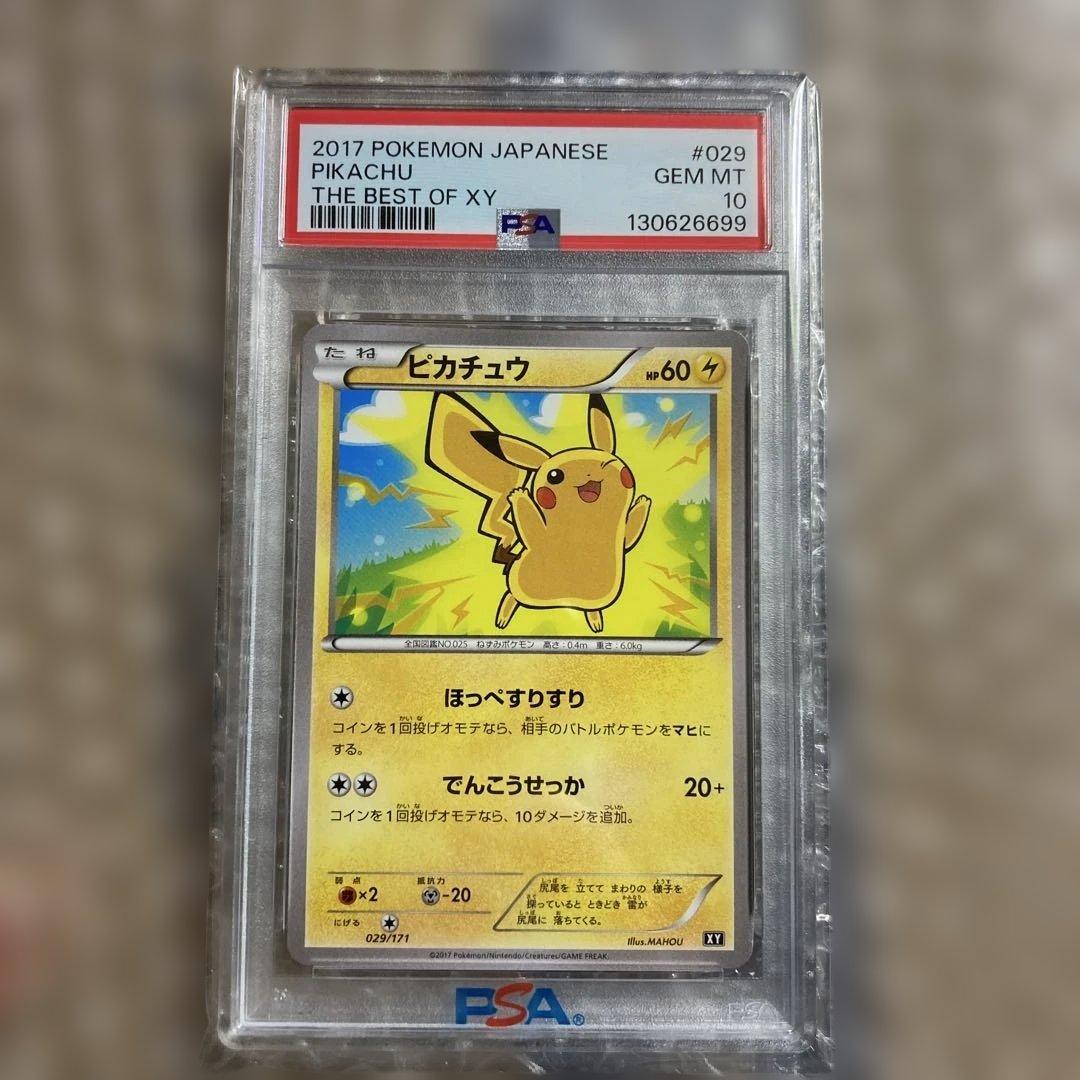 2017 POKEMON JAPANESE #029
PIKACHU GEM MT
THE BEST OF XY 10
PSA 130626699
たね ピカチュウ HP60
全国図鑑NO.025 ねずみポケモン 高さ:0.4m 重さ:6.0kg
ほっぺすりすり
コインを1回投げオモテなら、相手のバトルポケモンをマヒに
する。
でんこうせっか 20+
コインを1回投げオモテなら、10ダメージを追加。
弱点 抵抗力
×2 -20
にげる
尻尾を 立てて まわりの 様子を
探っていると ときどき 雷が
尻尾に 落ちてくる。
029/171 Illus.MAHOU XY
©2017 Pokémon/Nintendo/Creatures/GAME FREAK.
PSA®
PSA